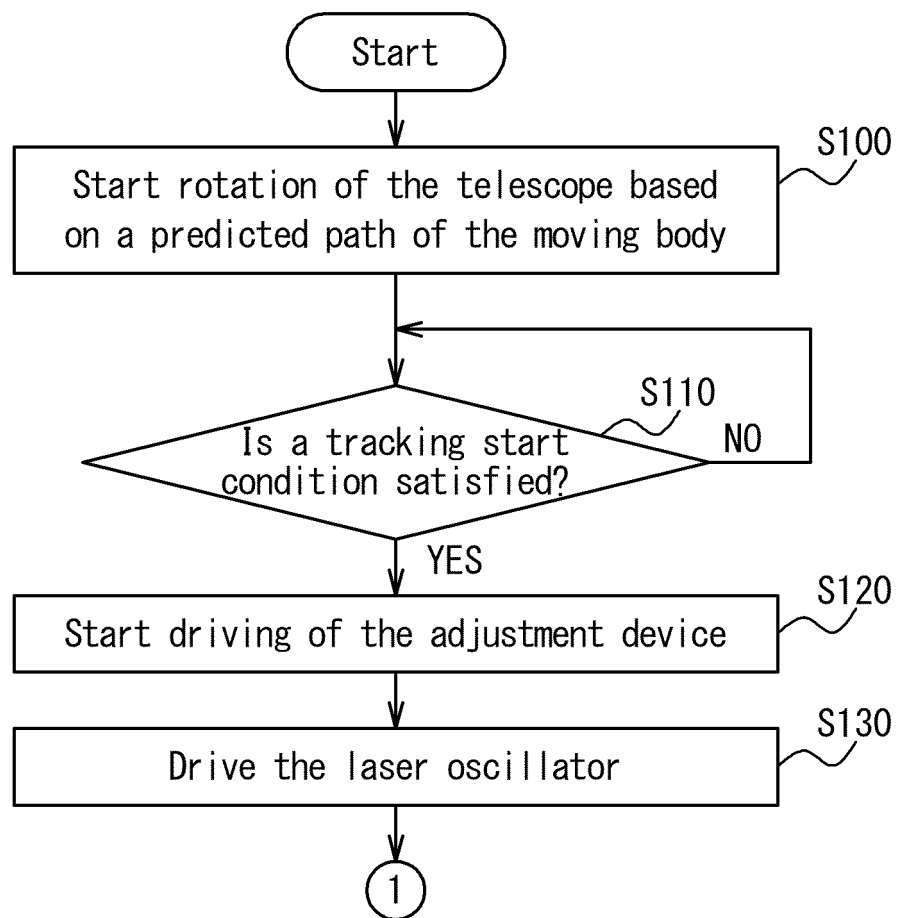 Start
S100
Start rotation of the telescope based
on a predicted path of the moving body
S110
Is a tracking start
condition satisfied?
NO
YES
S120
Start driving of the adjustment device
S130
Drive the laser oscillator
1